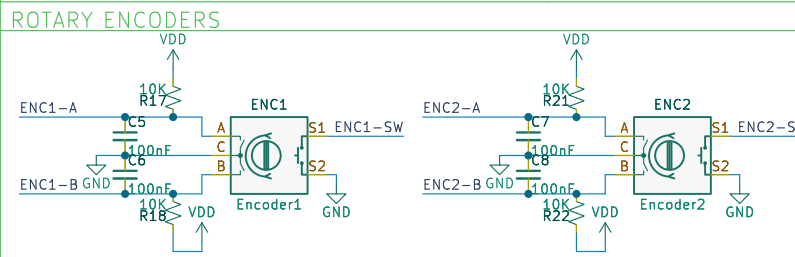 ROTARY ENCODERS
VDD
10K
R17
ENC1-A
C5
100nF
GND
C6
100nF
ENC1-B
10K
R18
VDD
ENC1
A
C
B
S1
S2
ENC1-SW
GND
Encoder1
VDD
10K
R21
ENC2-A
C7
100nF
GND
C8
100nF
ENC2-B
10K
R22
VDD
ENC2
A
C
B
S1
S2
ENC2-S
GND
Encoder2